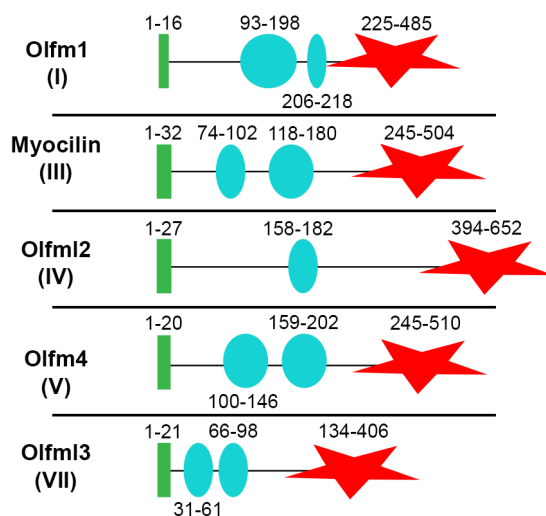 1-16 93-198 225-485
Olfm1
(I)
206-218
1-32 74-102 118-180 245-504
Myocilin
(III)
1-27 158-182 394-652
Olfml2
(IV)
1-20 159-202 245-510
Olfm4
(V)
100-146
1-21 66-98 134-406
Olfml3
(VII)
31-61